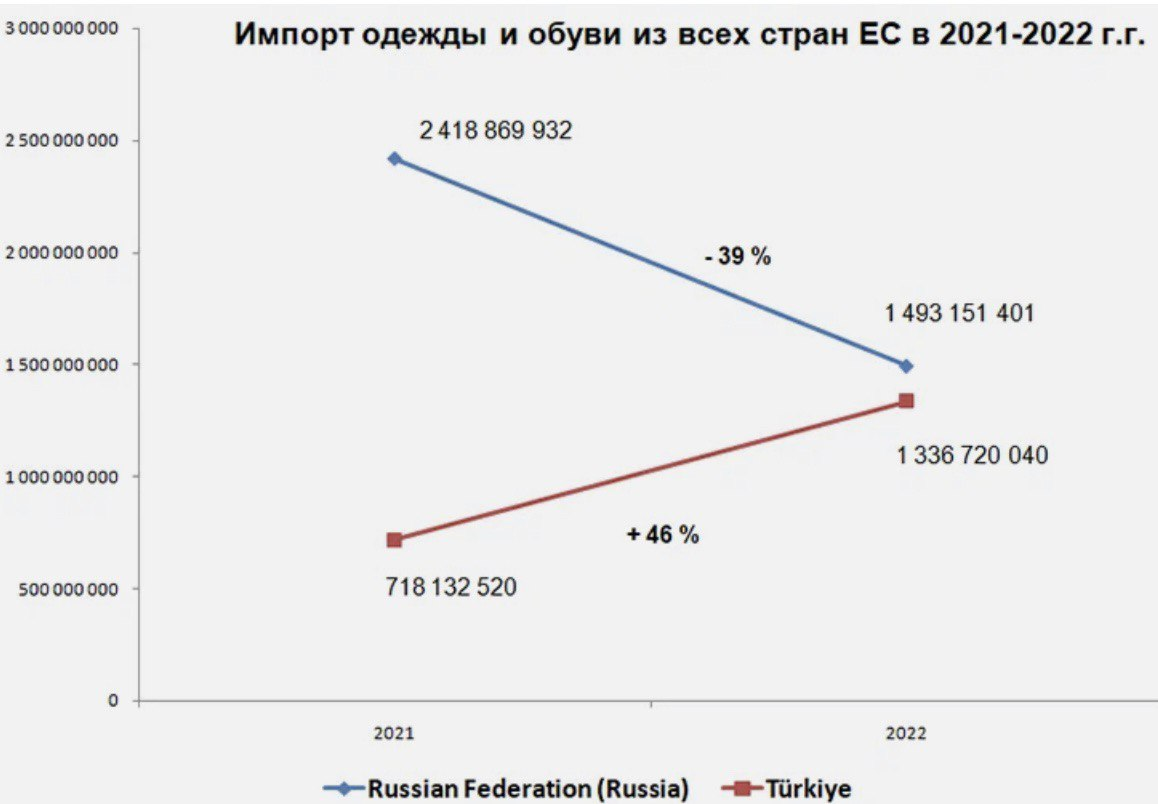 Импорт одежды и обуви из всех стран ЕС в 2021-2022 г.г.
3 000 000 000
2 500 000 000
2 000 000 000
1 500 000 000
1 000 000 000
500 000 000
0
2 418 869 932
- 39 %
1 493 151 401
1 336 720 040
+ 46 %
718 132 520
2021
2022
Russian Federation (Russia)
Türkiye